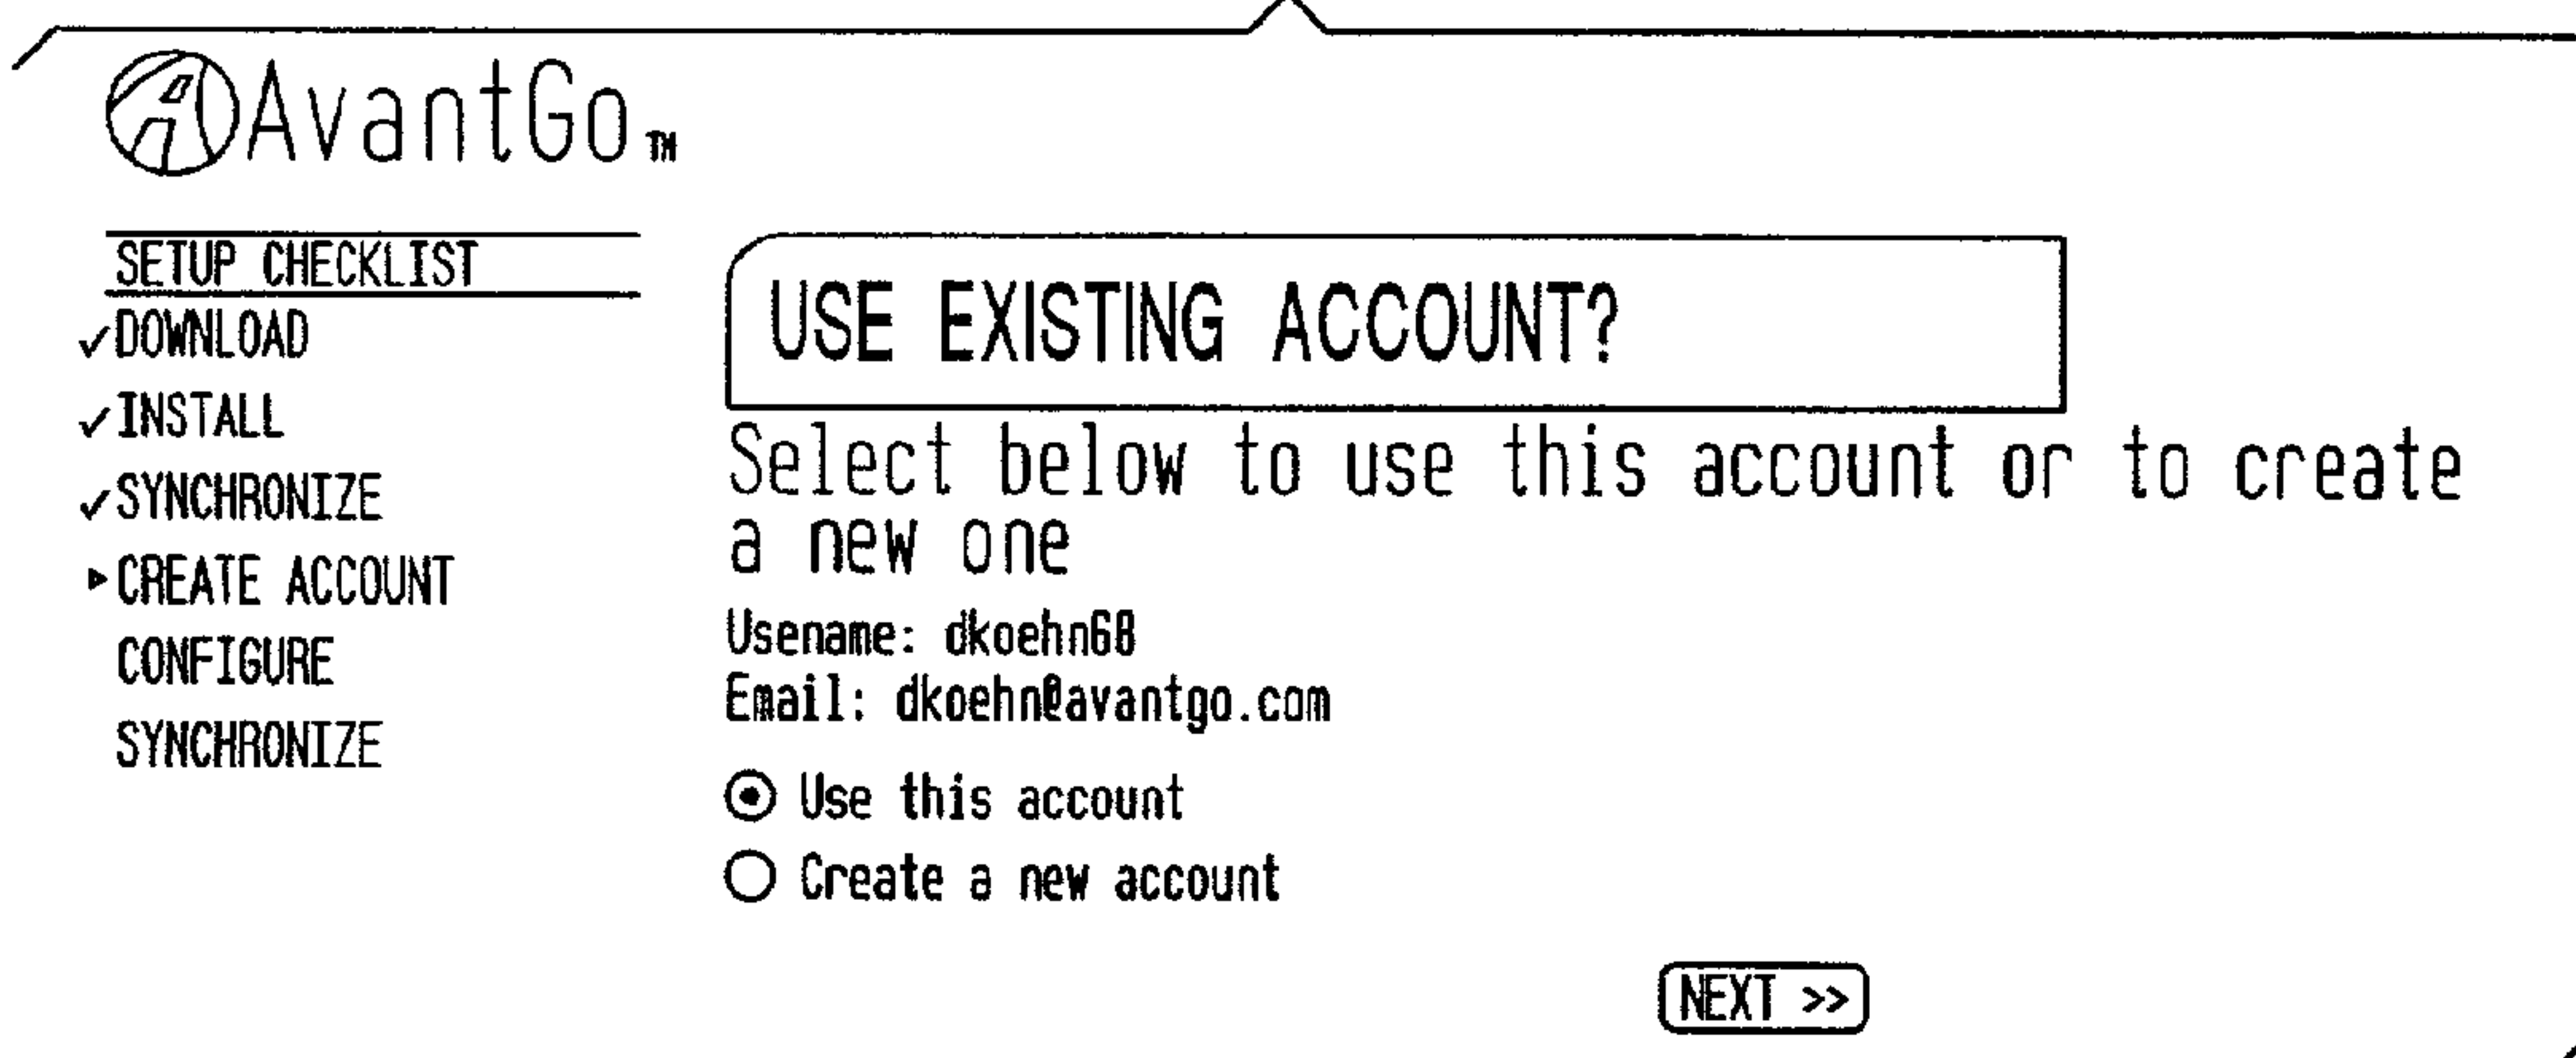 AvantGo™
SETUP CHECKLIST
✓DOWNLOAD
✓INSTALL
✓SYNCHRONIZE
▸CREATE ACCOUNT
CONFIGURE
SYNCHRONIZE
USE EXISTING ACCOUNT?
Select below to use this account or to create
a new one
Usename: dkoehn68
Email: dkoehn@avantgo.com
Use this account
Create a new account
NEXT >>